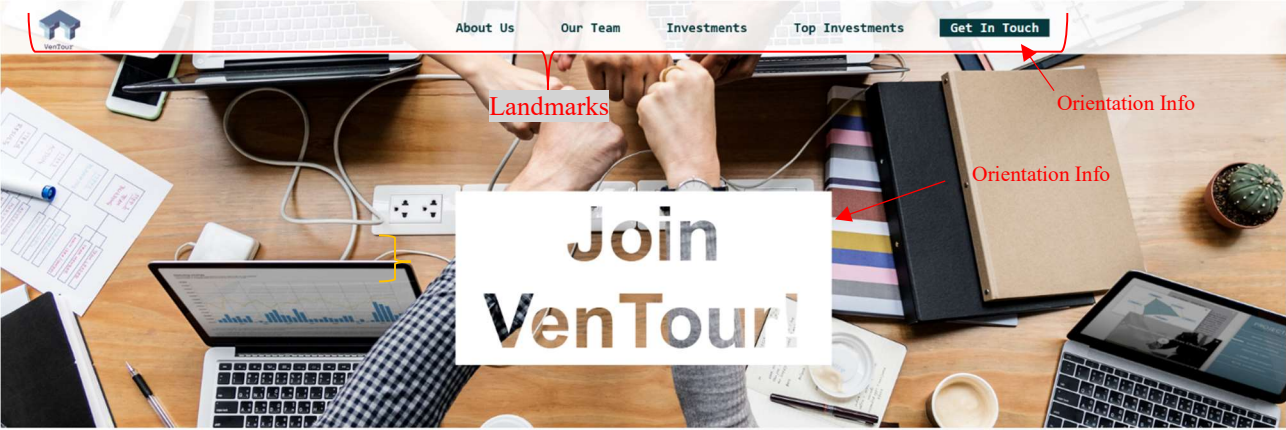 VenTour
About Us Our Team Investments Top Investments Get In Touch
Landmarks
Orientation Info
Orientation Info
Join
VenTour!